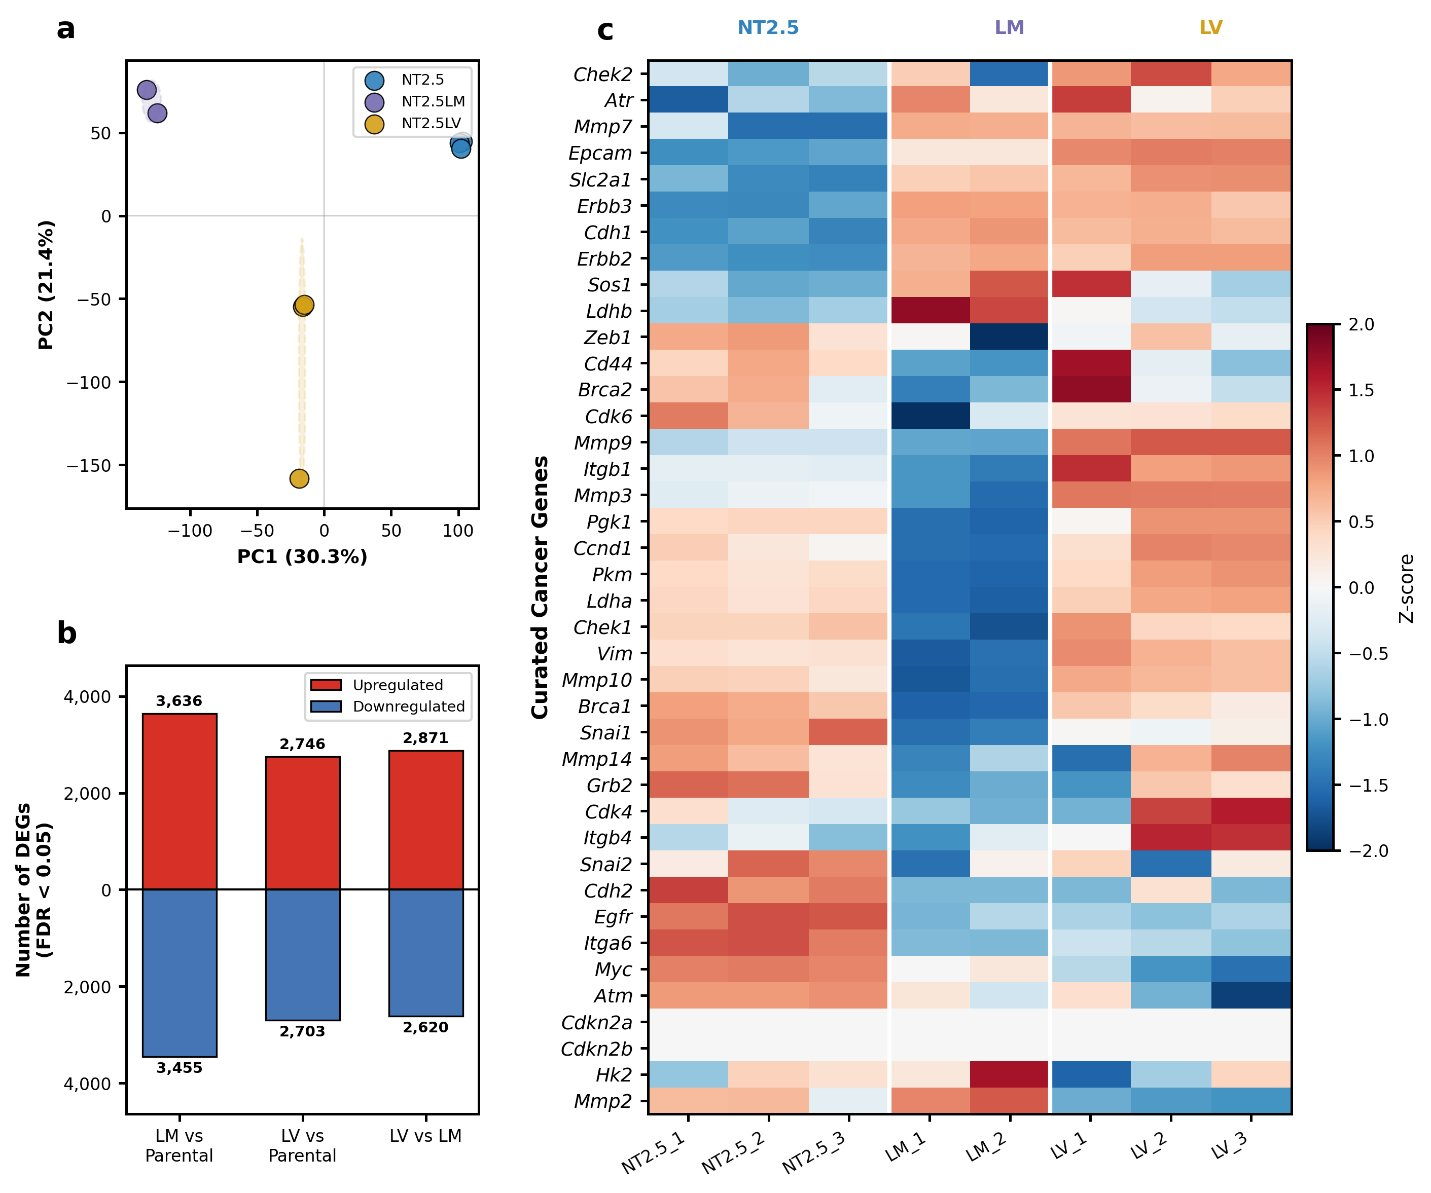 a
NT2.5
NT2.5LM
NT2.5LV
50
0
−50
−100
−150
PC2 (21.4%)
−100
−50
0
50
100
PC1 (30.3%)
b
Upregulated
Downregulated
4,000
2,000
0
2,000
4,000
Number of DEGs
(FDR < 0.05)
3,636
2,746
2,871
3,455
2,703
2,620
LM vs
Parental
LV vs
Parental
LV vs LM
c
NT2.5
LM
LV
Curated Cancer Genes
Chek2
Atr
Mmp7
Epcam
Slc2a1
Erbb3
Cdh1
Erbb2
Sos1
Ldhb
Zeb1
Cd44
Brca2
Cdk6
Mmp9
Itgb1
Mmp3
Pgk1
Ccnd1
Pkm
Ldha
Chek1
Vim
Mmp10
Brca1
Snai1
Mmp14
Grb2
Cdk4
Itgb4
Snai2
Cdh2
Egfr
Itga6
Myc
Atm
Cdkn2a
Cdkn2b
Hk2
Mmp2
NT2.5_1
NT2.5_2
NT2.5_3
LM_1
LM_2
LV_1
LV_2
LV_3
2.0
1.5
1.0
0.5
0.0
−0.5
−1.0
−1.5
−2.0
Z-score